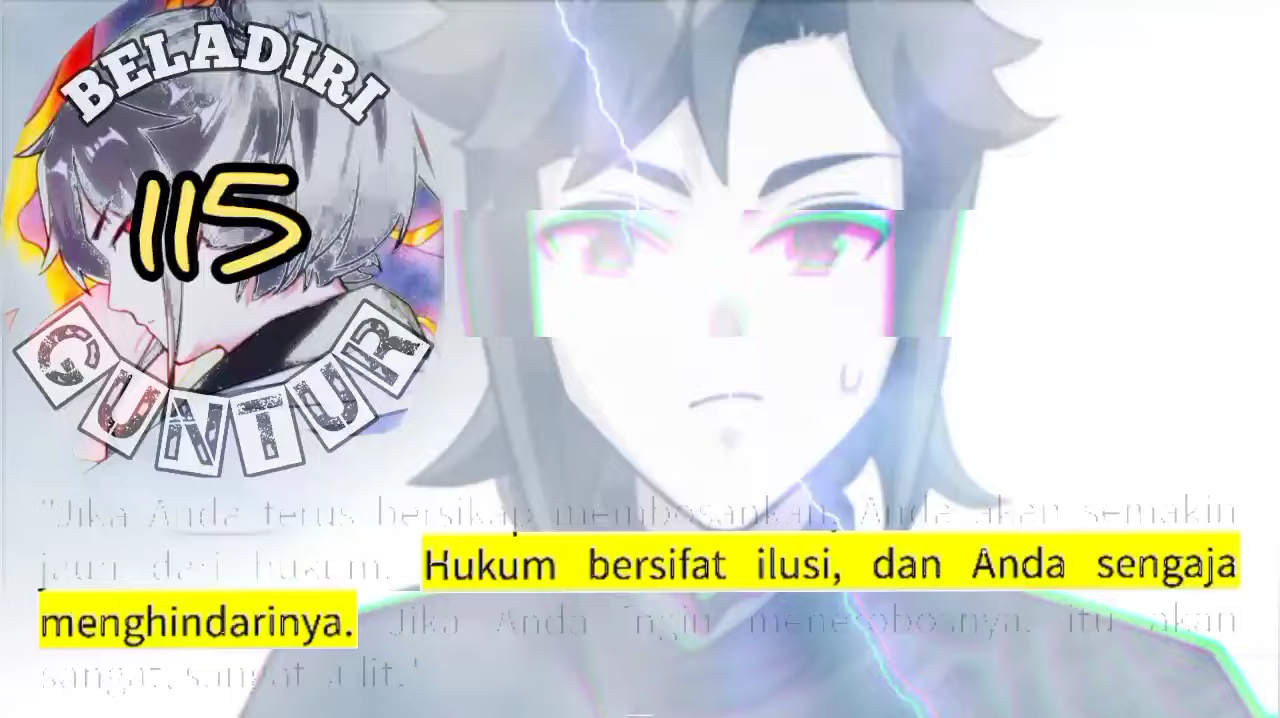 BELADIRI
115
GUNTUR
"Jika Anda terus bersikap membosankan, Anda akan semakin
jauh dari hukum. Hukum bersifat ilusi, dan Anda sengaja
menghindarinya. Jika Anda ingin menerobosnya, itu akan
sangat, sangat sulit."